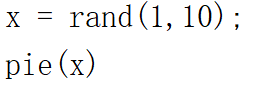 x = rand(1,10);
pie(x)